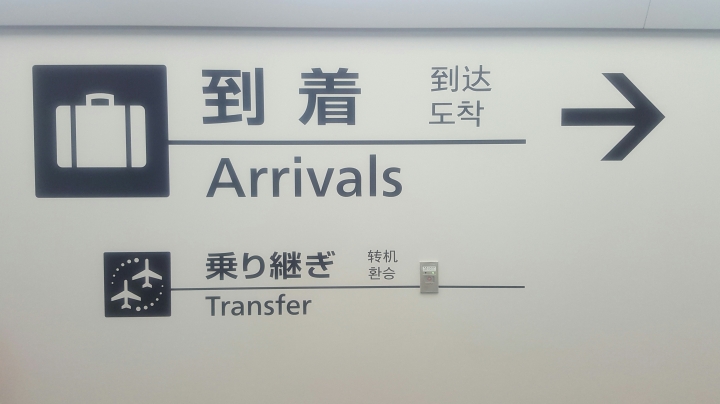 到着
到达
도착
Arrivals
乗り継ぎ
转机
환승
Transfer